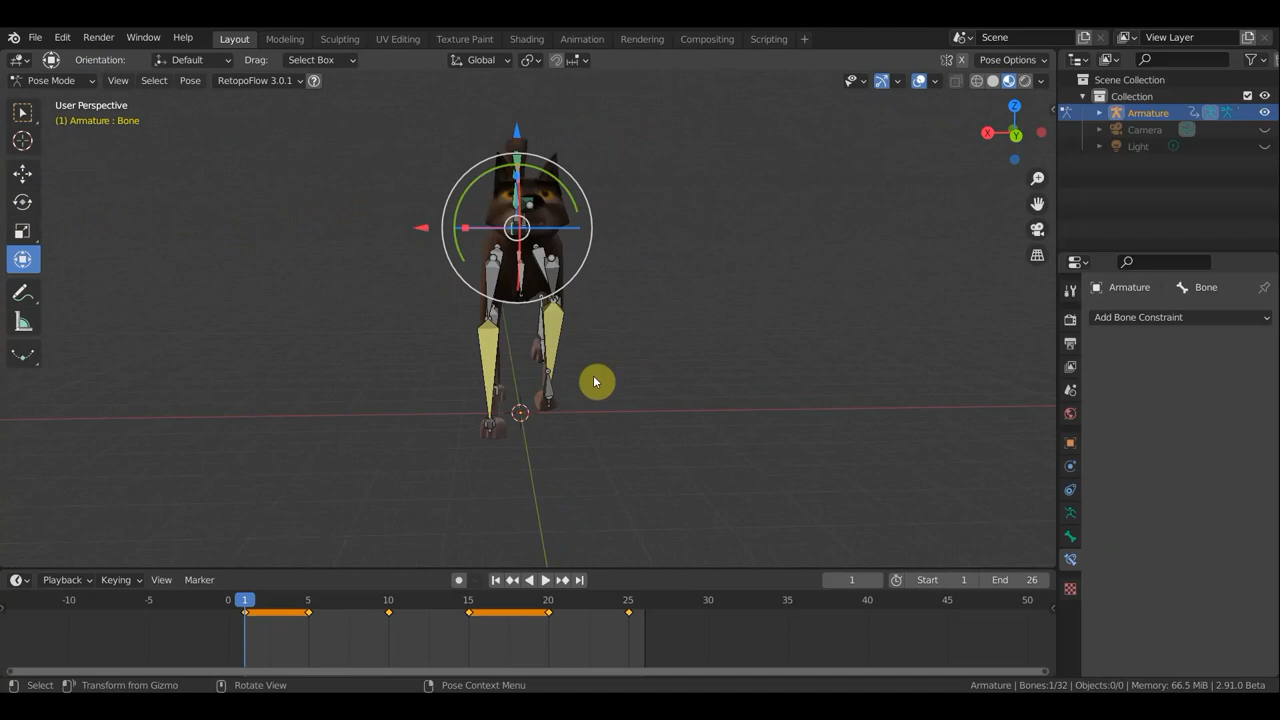 File Edit Render Window Help Layout Modeling Sculpting UV Editing Texture Paint Shading Animation Rendering Compositing Scripting + Scene View Layer
Orientation: Default Drag: Select Box Global X Pose Options
Pose Mode View Select Pose RetopoFlow 3.0.1 ?
User Perspective
(1) Armature : Bone
Z
X
Y
Scene Collection
Collection
Armature
Camera
Light
Armature Bone
Add Bone Constraint
Playback Keying View Marker 1 Start 1 End 26
-10 -5 0 1 5 10 15 20 25 30 35 40 45 50
Select Transform from Gizmo Rotate View Pose Context Menu Armature | Bones:1/32 | Objects:0/0 | Memory: 66.5 MiB | 2.91.0 Beta